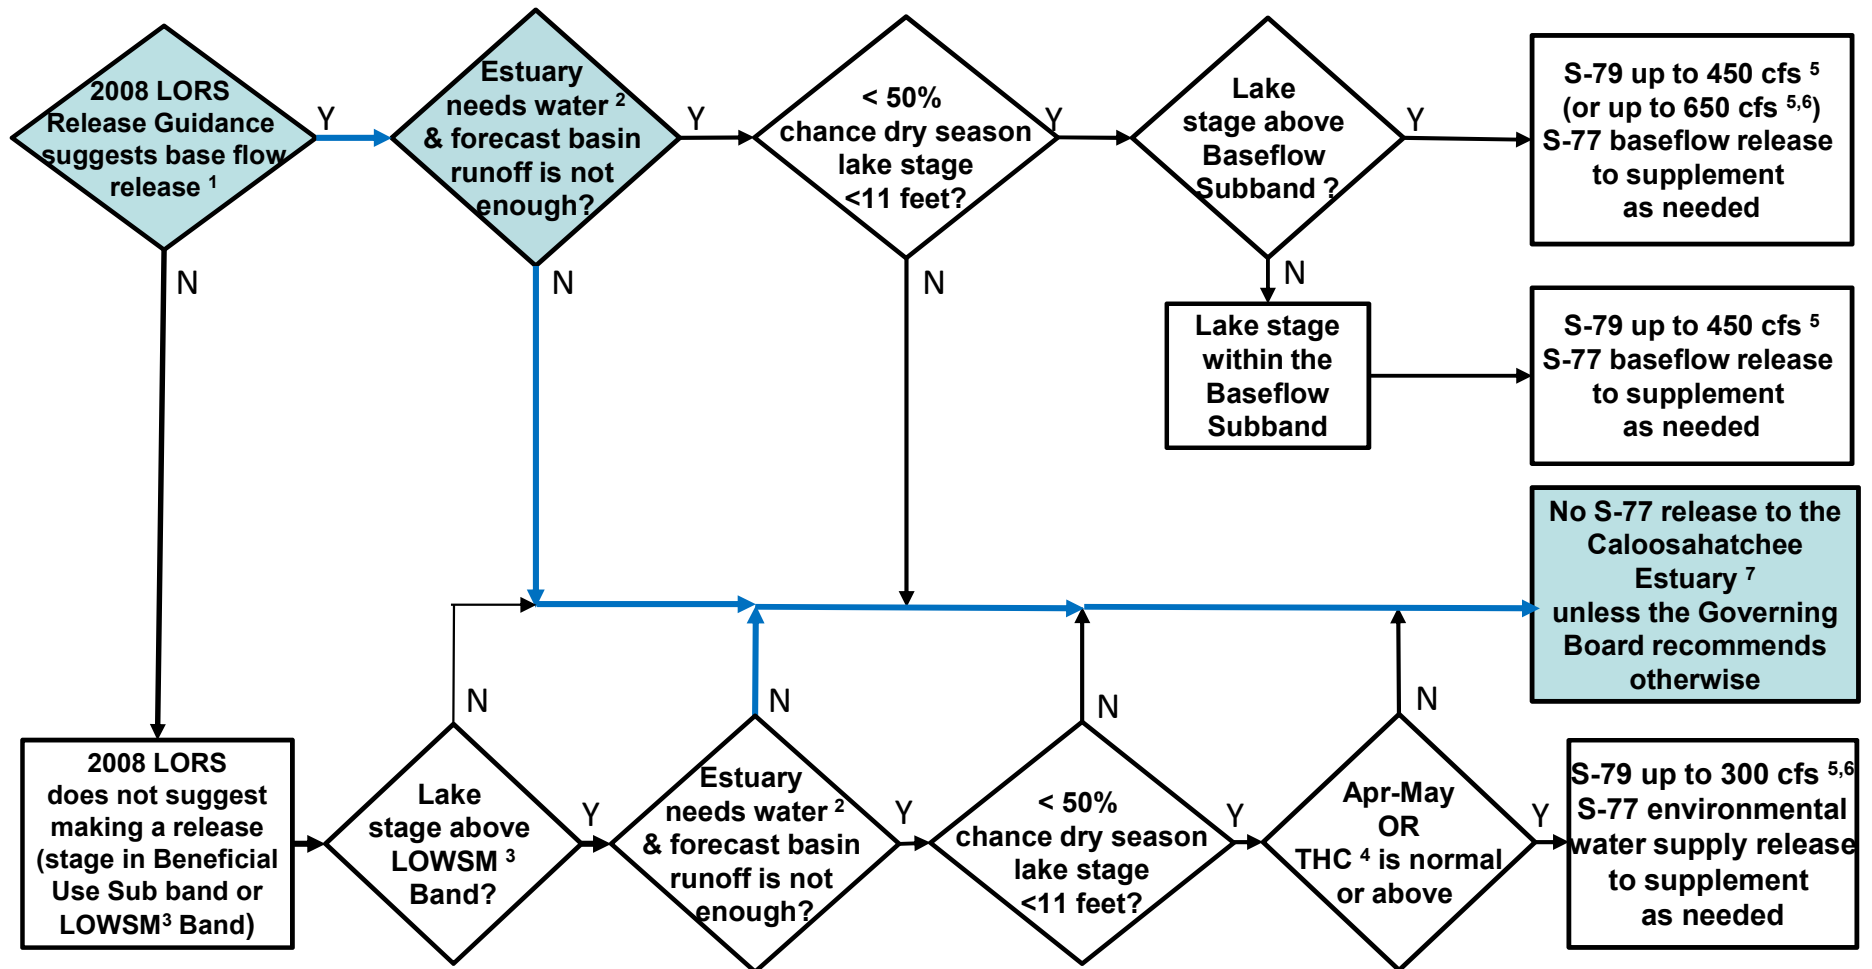 2008 LORS
Release Guidance
suggests base flow
release ¹
Y
N
Estuary
needs water ²
& forecast basin
runoff is not
enough?
Y
N
< 50%
chance dry season
lake stage
<11 feet?
Y
N
Lake
stage above
Baseflow
Subband ?
Y
N
S-79 up to 450 cfs ⁵
(or up to 650 cfs ⁵,⁶)
S-77 baseflow release
to supplement
as needed
Lake stage
within the
Baseflow
Subband
S-79 up to 450 cfs ⁵
S-77 baseflow release
to supplement
as needed
No S-77 release to the
Caloosahatchee
Estuary ⁷
unless the Governing
Board recommends
otherwise
2008 LORS
does not suggest
making a release
(stage in Beneficial
Use Sub band or
LOWSM³ Band)
Lake
stage above
LOWSM ³
Band?
N
Y
Estuary
needs water ²
& forecast basin
runoff is not
enough?
N
Y
< 50%
chance dry season
lake stage
<11 feet?
N
Y
Apr-May
OR
THC ⁴ is normal
or above
N
Y
S-79 up to 300 cfs ⁵,⁶
S-77 environmental
water supply release
to supplement
as needed